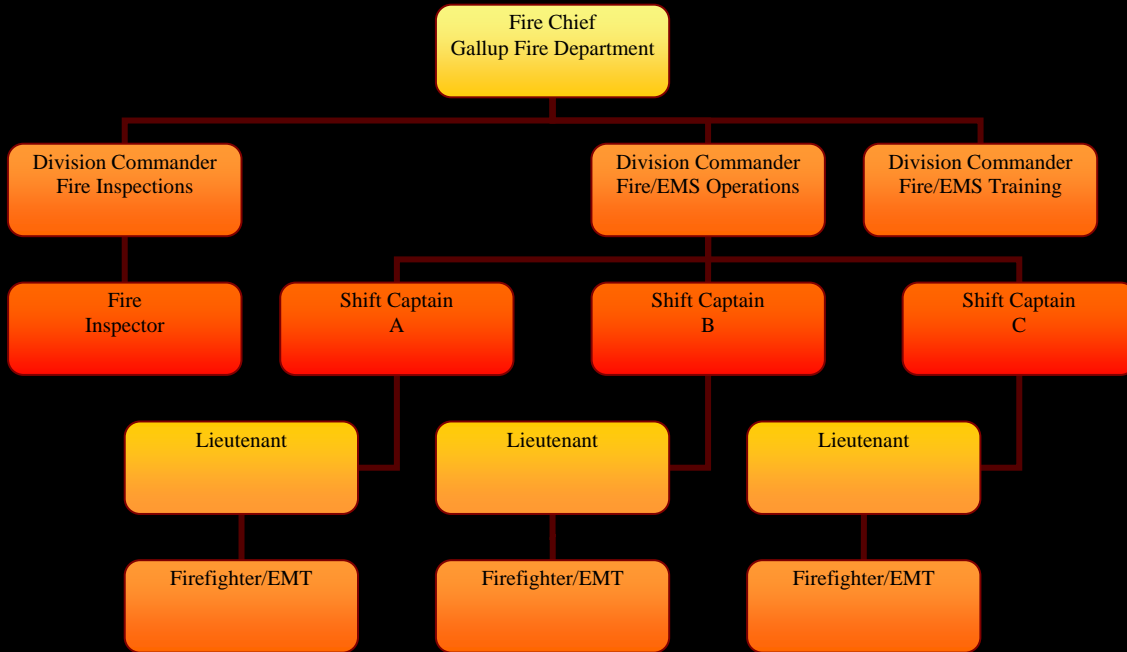 Fire Chief
Gallup Fire Department
Division Commander
Fire Inspections
Division Commander
Fire/EMS Operations
Division Commander
Fire/EMS Training
Fire
Inspector
Shift Captain
A
Shift Captain
B
Shift Captain
C
Lieutenant
Lieutenant
Lieutenant
Firefighter/EMT
Firefighter/EMT
Firefighter/EMT